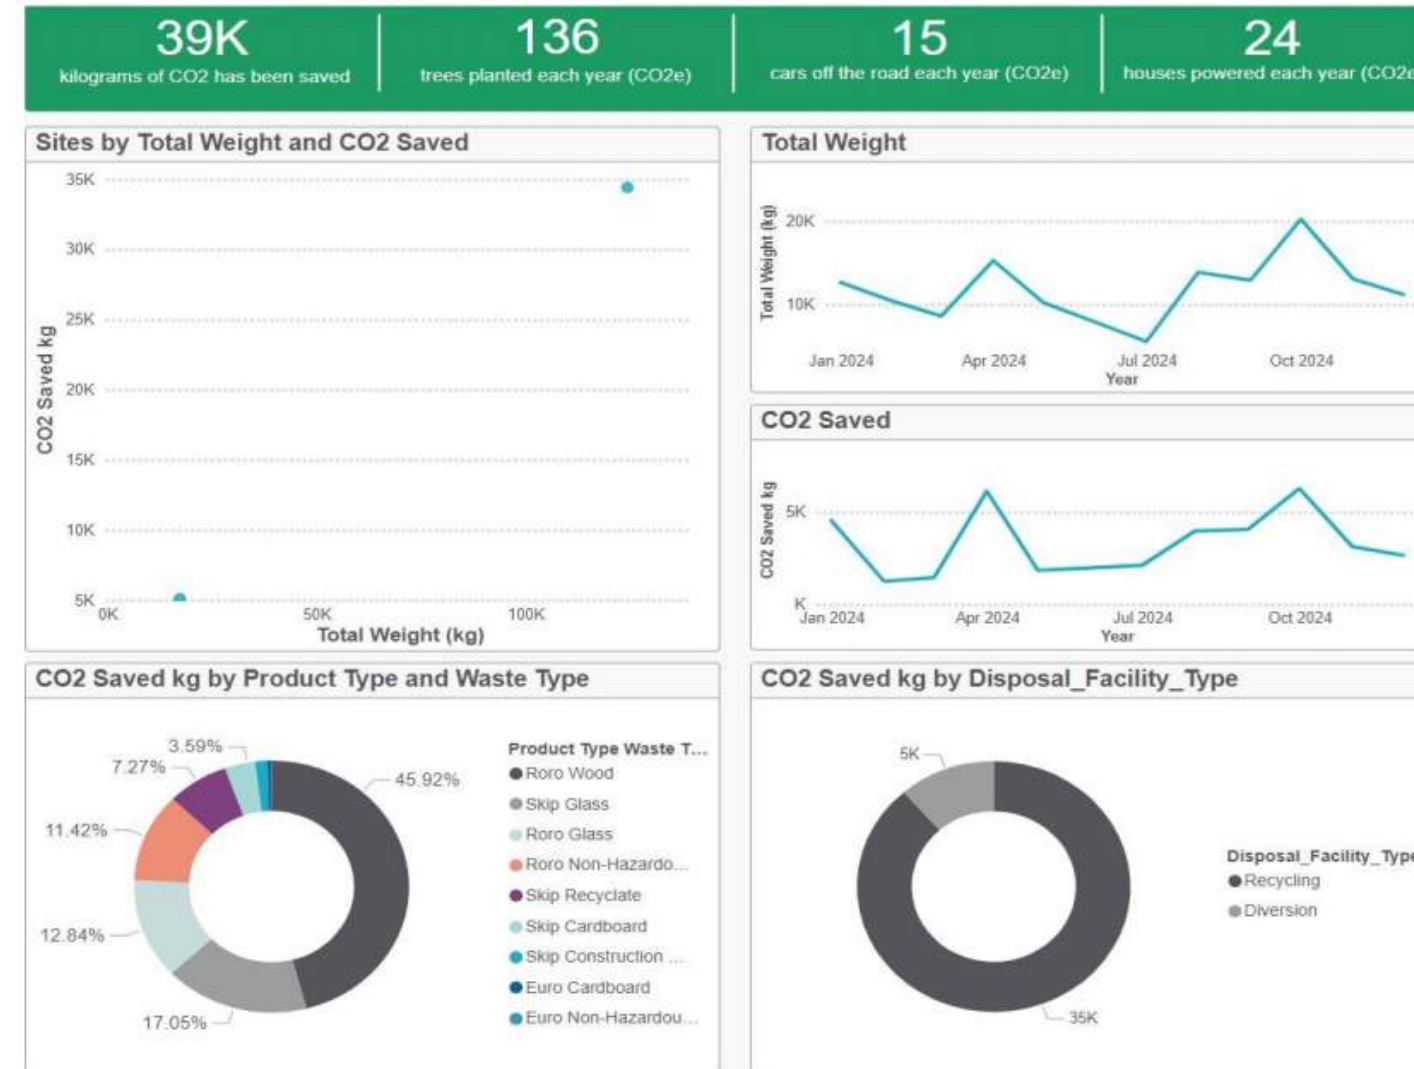 39K
kilograms of CO2 has been saved
136
trees planted each year (CO2e)
15
cars off the road each year (CO2e)
24
houses powered each year (CO2e
Sites by Total Weight and CO2 Saved
35K
30K
25K
20K
15K
10K
5K
CO2 Saved kg
0K 50K 100K
Total Weight (kg)
Total Weight
Total Weight (kg)
20K
10K
Jan 2024 Apr 2024 Jul 2024 Oct 2024
Year
CO2 Saved
CO2 Saved kg
5K
K
Jan 2024 Apr 2024 Jul 2024 Oct 2024
Year
CO2 Saved kg by Product Type and Waste Type
3.59%
7.27%
11.42%
12.84%
17.05%
45.92%
Product Type Waste T...
Roro Wood
Skip Glass
Roro Glass
Roro Non-Hazardo...
Skip Recyclate
Skip Cardboard
Skip Construction ...
Euro Cardboard
Euro Non-Hazardou...
CO2 Saved kg by Disposal_Facility_Type
5K
35K
Disposal_Facility_Type
Recycling
Diversion